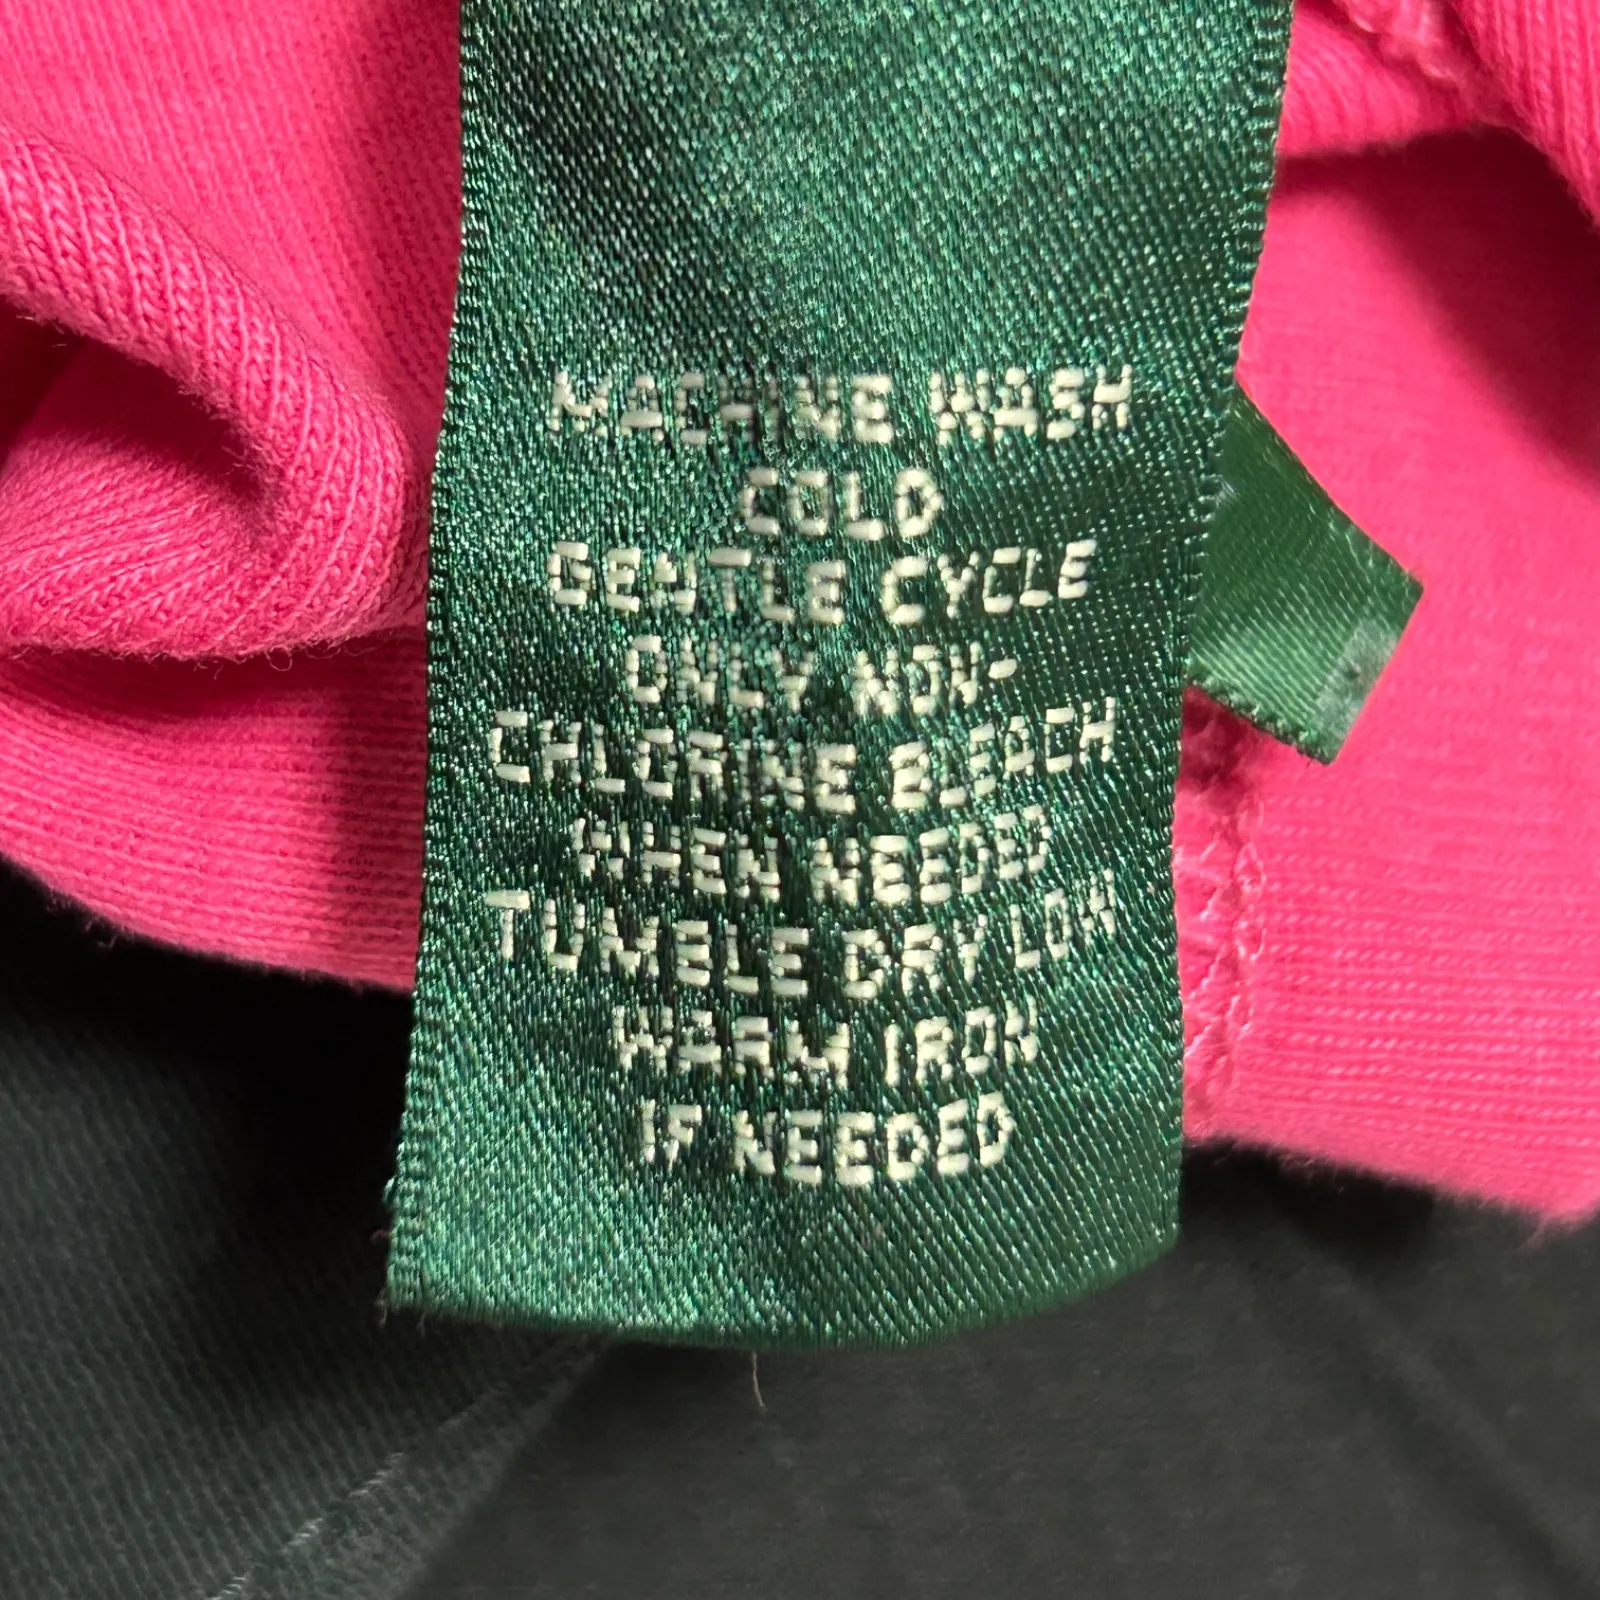 MACHINE WASH
COLD
GENTLE CYCLE
ONLY NON-
CHLORINE BLEACH
WHEN NEEDED
TUMBLE DRY LOW
WARM IRON
IF NEEDED